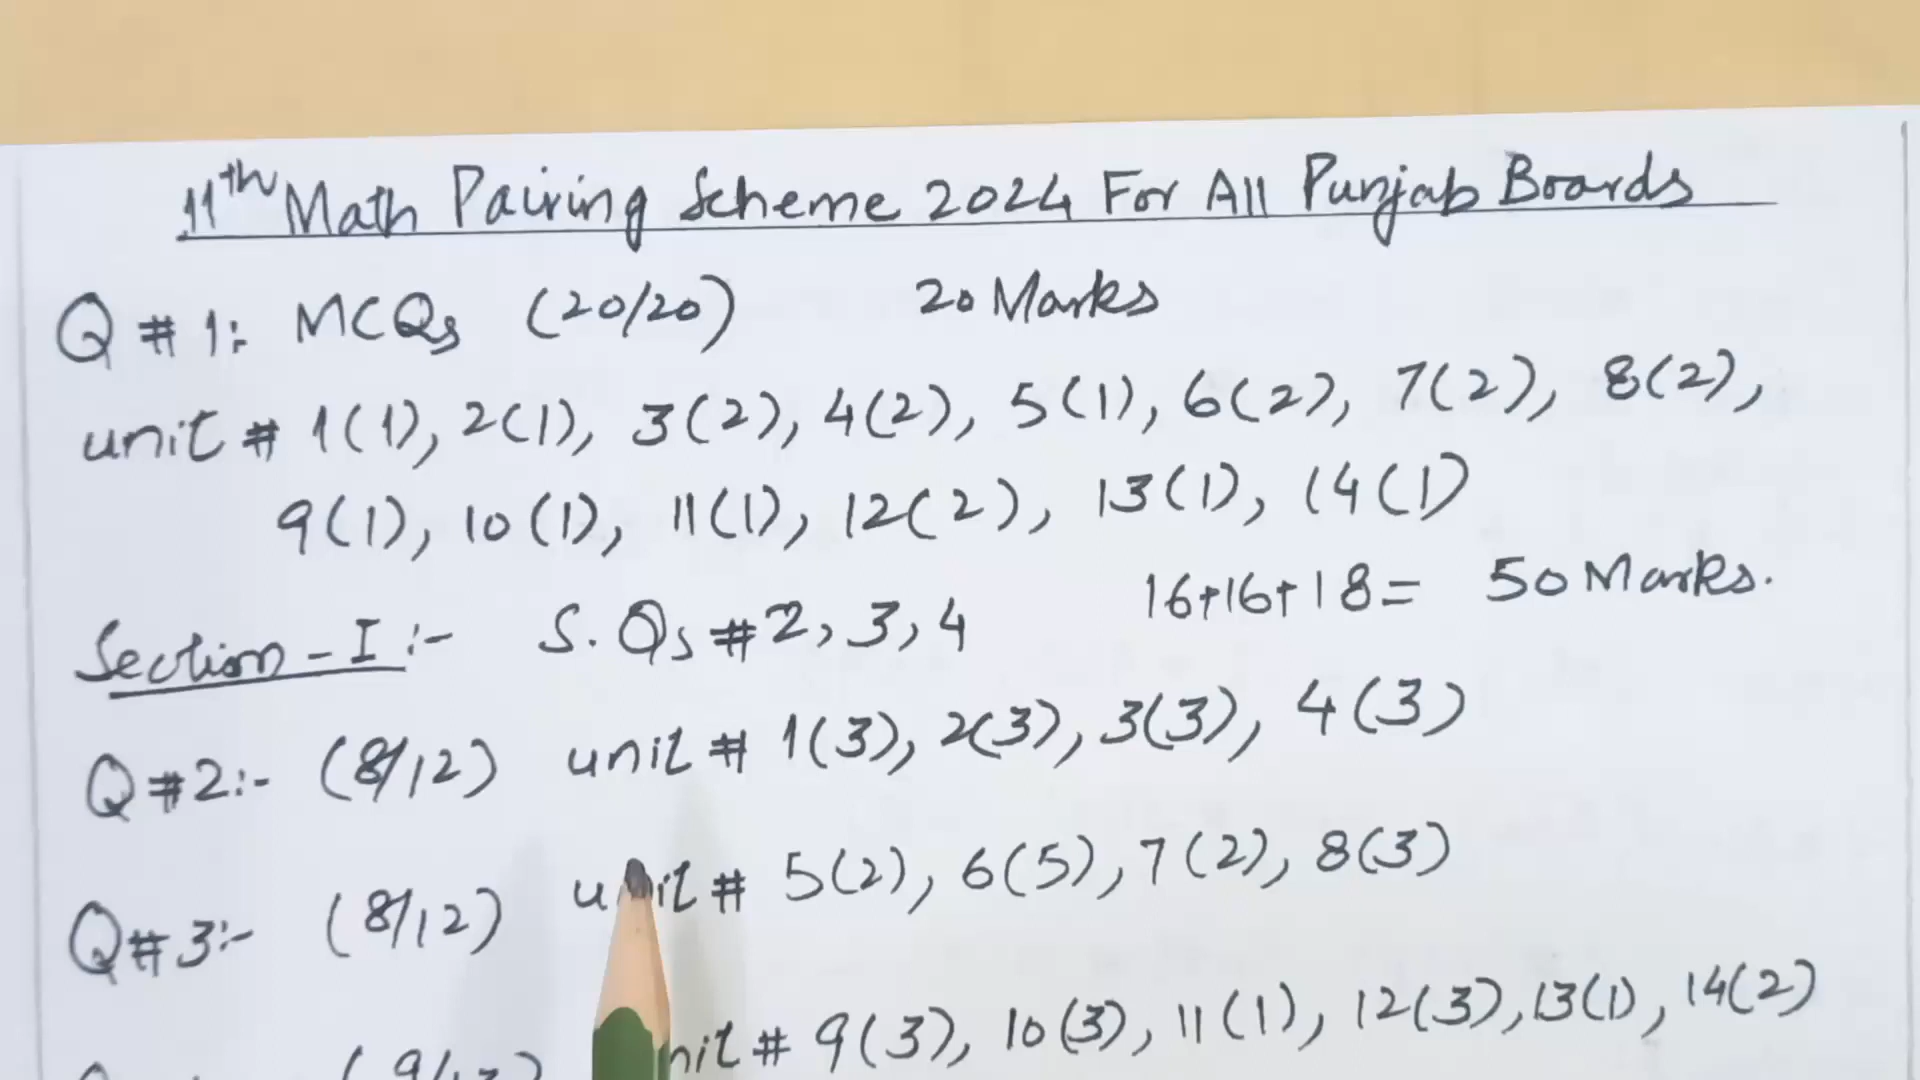 11th Math Pairing Scheme 2024 For All Punjab Boards
Q # 1:- MCQs (20/20) 20 Marks
unit # 1(1), 2(1), 3(2), 4(2), 5(1), 6(2), 7(2), 8(2),
9(1), 10(1), 11(1), 12(2), 13(1), 14(1)
Section-I:- S.Qs # 2, 3, 4 16+16+18= 50 Marks.
Q#2:- (8/12) unit # 1(3), 2(3), 3(3), 4(3)
Q#3:- (8/12) unit # 5(2), 6(5), 7(2), 8(3)
unit # 9(3), 10(3), 11(1), 12(3), 13(1), 14(2)